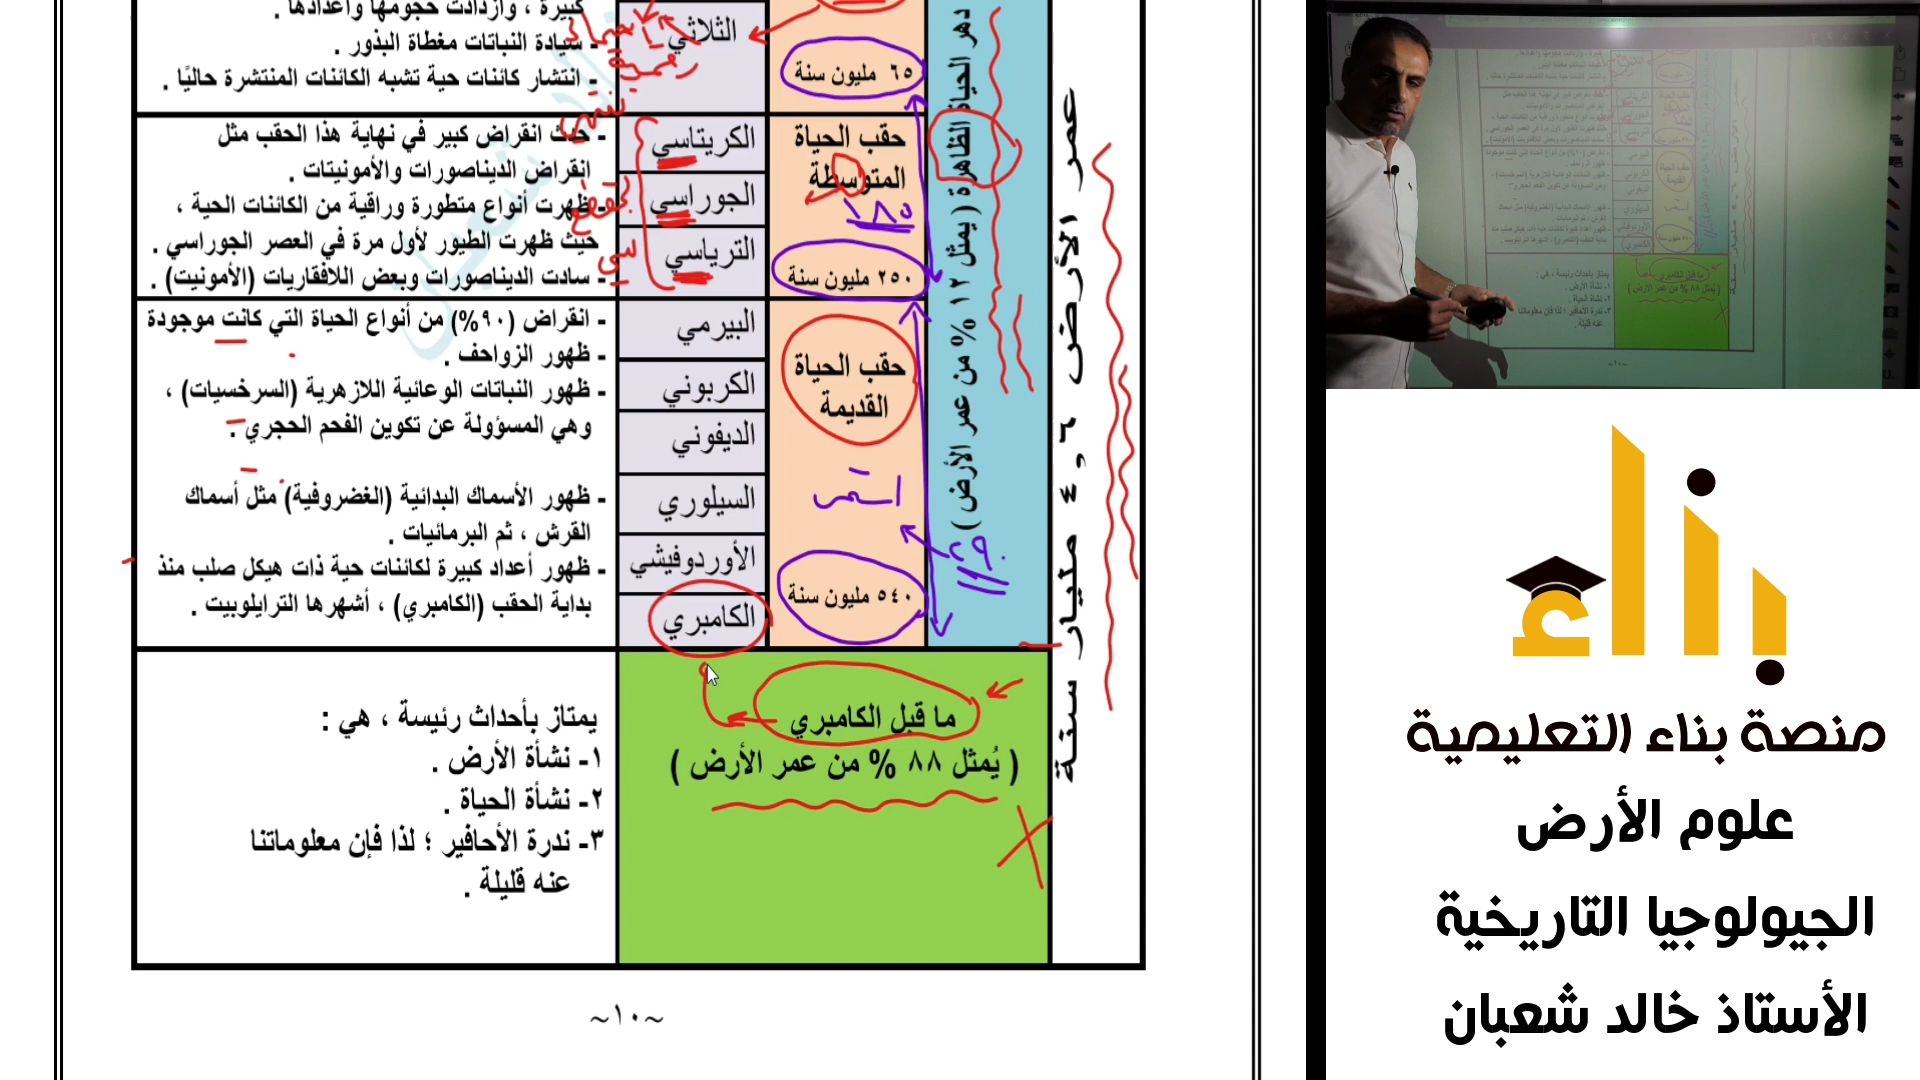 كبيرة ، وازدادت حجومها وأعدادها .
- سيادة النباتات مغطاة البذور .
- انتشار كائنات حية تشبه الكائنات المنتشرة حاليًا .
الثلاثي
٦٥ مليون سنة
دهر الحياة الظاهرة ( يمثل ١٢ % من عمر الأرض )
عمر الأرض ٤,٦ مليار سنة
حقب الحياة
المتوسطة
١٨٥
٢٥٠ مليون سنة
الكريتاسي
الجوراسي
الترياسي
- حدث انقراض كبير في نهاية هذا الحقب مثل
انقراض الديناصورات والأمونيتات .
- ظهرت أنواع متطورة وراقية من الكائنات الحية ،
حيث ظهرت الطيور لأول مرة في العصر الجوراسي .
- سادت الديناصورات وبعض اللافقاريات (الأمونيت) .
حقب الحياة
القديمة
٢٩٠
٥٤٠ مليون سنة
البيرمي
الكربوني
الديفوني
السيلوري
الأوردوفيشي
الكامبري
- انقراض (٩٠%) من أنواع الحياة التي كانت موجودة
- ظهور الزواحف .
- ظهور النباتات الوعائية اللازهرية (السرخسيات) ،
وهي المسؤولة عن تكوين الفحم الحجري .
- ظهور الأسماك البدائية (الغضروفية) مثل أسماك
القرش ، ثم البرمائيات .
- ظهور أعداد كبيرة لكائنات حية ذات هيكل صلب منذ
بداية الحقب (الكامبري) ، أشهرها الترايلوبيت .
ما قبل الكامبري
( يُمثل ٨٨ % من عمر الأرض )
يمتاز بأحداث رئيسة ، هي :
١- نشأة الأرض .
٢- نشأة الحياة .
٣- ندرة الأحافير ؛ لذا فإن معلوماتنا
عنه قليلة .
~١٠~
بناء
منصة بناء التعليمية
علوم الأرض
الجيولوجيا التاريخية
الأستاذ خالد شعبان